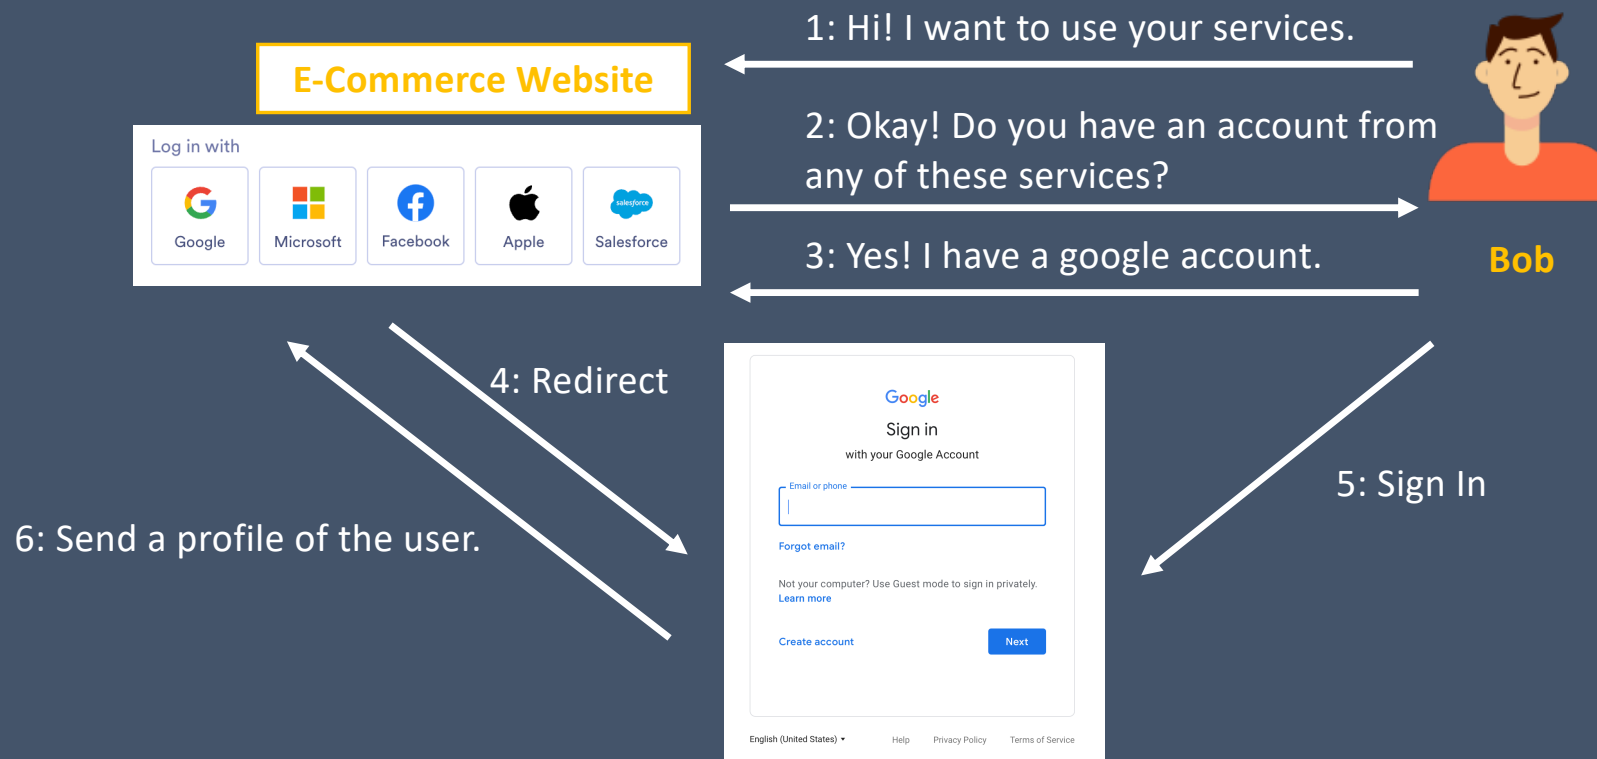 1: Hi! I want to use your services.
E-Commerce Website
2: Okay! Do you have an account from
any of these services?
Log in with
salesforce
Google Microsoft Facebook Apple Salesforce
3: Yes! I have a google account.
Bob
4: Redirect
Google
Sign in
with your Google Account
Email or phone
5: Sign In
6: Send a profile of the user.
Forgot email?
Not your computer? Use Guest mode to sign in privately.
Learn more
Create account Next
English (United States) Help Privacy Policy Terms of Service